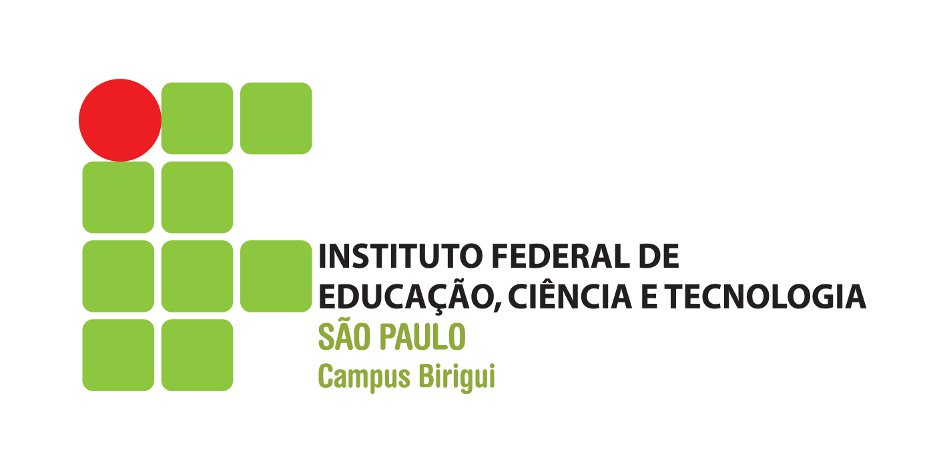 INSTITUTO FEDERAL DE
EDUCAÇÃO, CIÊNCIA E TECNOLOGIA
SÃO PAULO
Campus Birigui